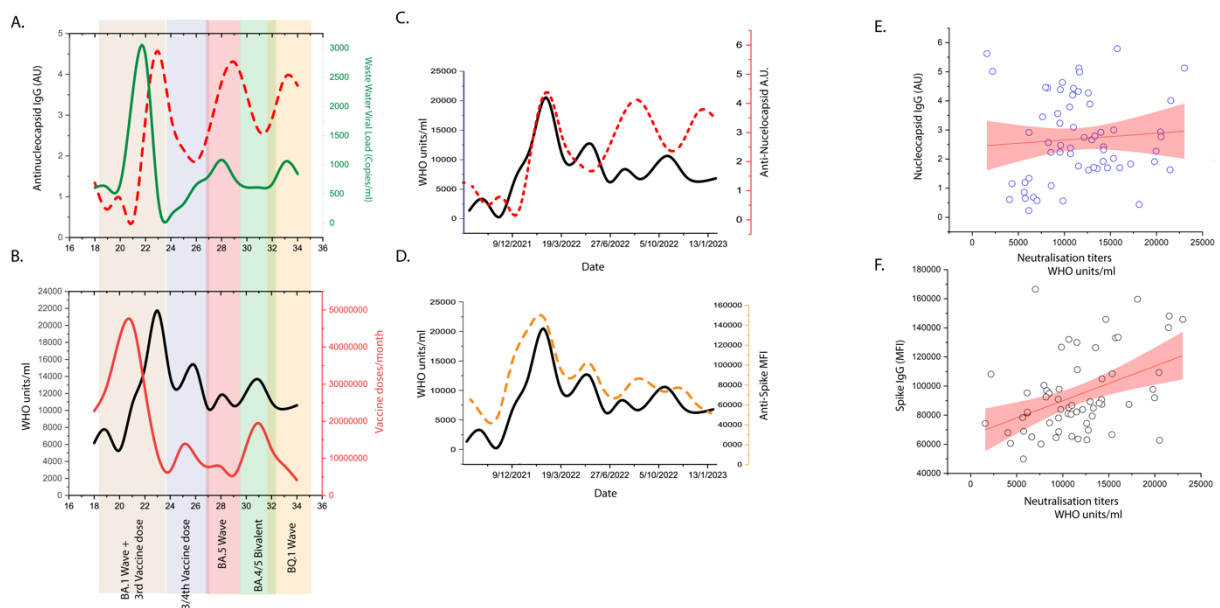 A.
Antinucleocapsid IgG (AU)
5
4
3
2
1
0
16 18 20 22 24 26 28 30 32 34 36
3000
2500
2000
1500
1000
500
0
Waste Water Viral Load (Copies/ml)
B.
WHO units/ml
24000
22000
20000
18000
16000
14000
12000
10000
8000
6000
4000
2000
0
16 18 20 22 24 26 28 30 32 34 36
50000000
40000000
30000000
20000000
10000000
0
Vaccine doses/month
BA.1 Wave +
3rd Vaccine dose
3/4th Vaccine dose
BA.5 Wave
BA.4/5 Bivalent
BQ.1 Wave
C.
WHO units/ml
25000
20000
15000
10000
5000
0
9/12/2021 19/3/2022 27/6/2022 5/10/2022 13/1/2023
Date
6
5
4
3
2
1
0
Anti-Nucelocapsid A.U.
D.
WHO units/ml
25000
20000
15000
10000
5000
0
9/12/2021 19/3/2022 27/6/2022 5/10/2022 13/1/2023
Date
160000
140000
120000
100000
80000
60000
40000
20000
0000
Anti-Spike MFI
E.
Nucleocapsid IgG (AU)
6
5
4
3
2
1
0
0 5000 10000 15000 20000 25000
Neutralisation titers
WHO units/ml
F.
Spike IgG (MFI)
180000
160000
140000
120000
100000
80000
60000
40000
0 5000 10000 15000 20000 25000
Neutralisation titers
WHO units/ml